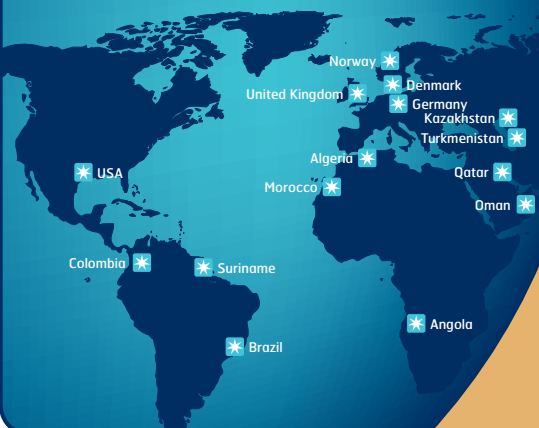 Norway
Denmark
United Kingdom
Germany
Kazakhstan
Turkmenistan
Algeria
Qatar
USA
Morocco
Oman
Colombia
Suriname
Angola
Brazil